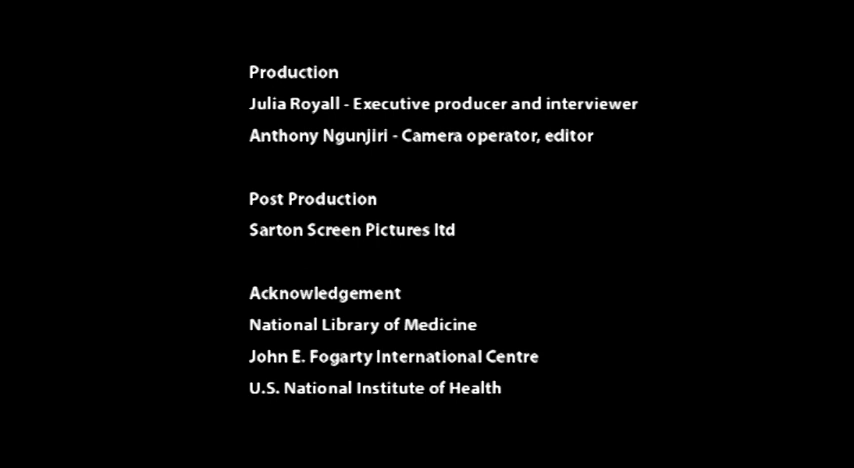 Production
Julia Royall - Executive producer and interviewer
Anthony Ngunjiri - Camera operator, editor
Post Production
Sarton Screen Pictures ltd
Acknowledgement
National Library of Medicine
John E. Fogarty International Centre
U.S. National Institute of Health